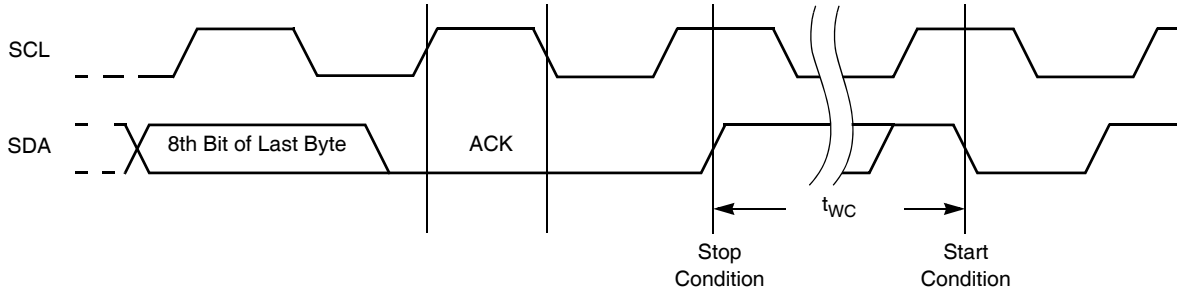 SCL
SDA
8th Bit of Last Byte
ACK
tWC
Stop
Condition
Start
Condition